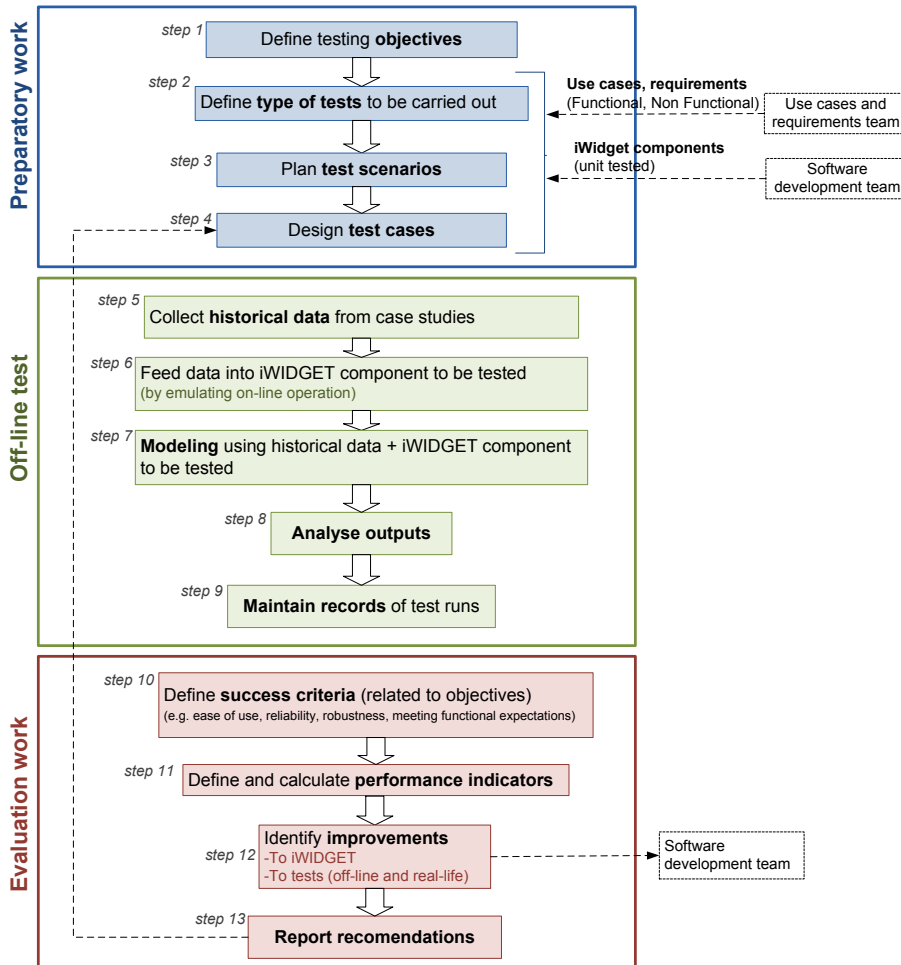 Preparatory work
step 1
Define testing objectives
step 2
Define type of tests to be carried out
step 3
Plan test scenarios
step 4
Design test cases
Use cases, requirements
(Functional, Non Functional)
Use cases and
requirements team
iWidget components
(unit tested)
Software
development team
Off-line test
step 5
Collect historical data from case studies
step 6
Feed data into iWIDGET component to be tested
(by emulating on-line operation)
step 7
Modeling using historical data + iWIDGET component
to be tested
step 8
Analyse outputs
step 9
Maintain records of test runs
Evaluation work
step 10
Define success criteria (related to objectives)
(e.g. ease of use, reliability, robustness, meeting functional expectations)
step 11
Define and calculate performance indicators
step 12
Identify improvements
-To iWIDGET
-To tests (off-line and real-life)
Software
development team
step 13
Report recomendations